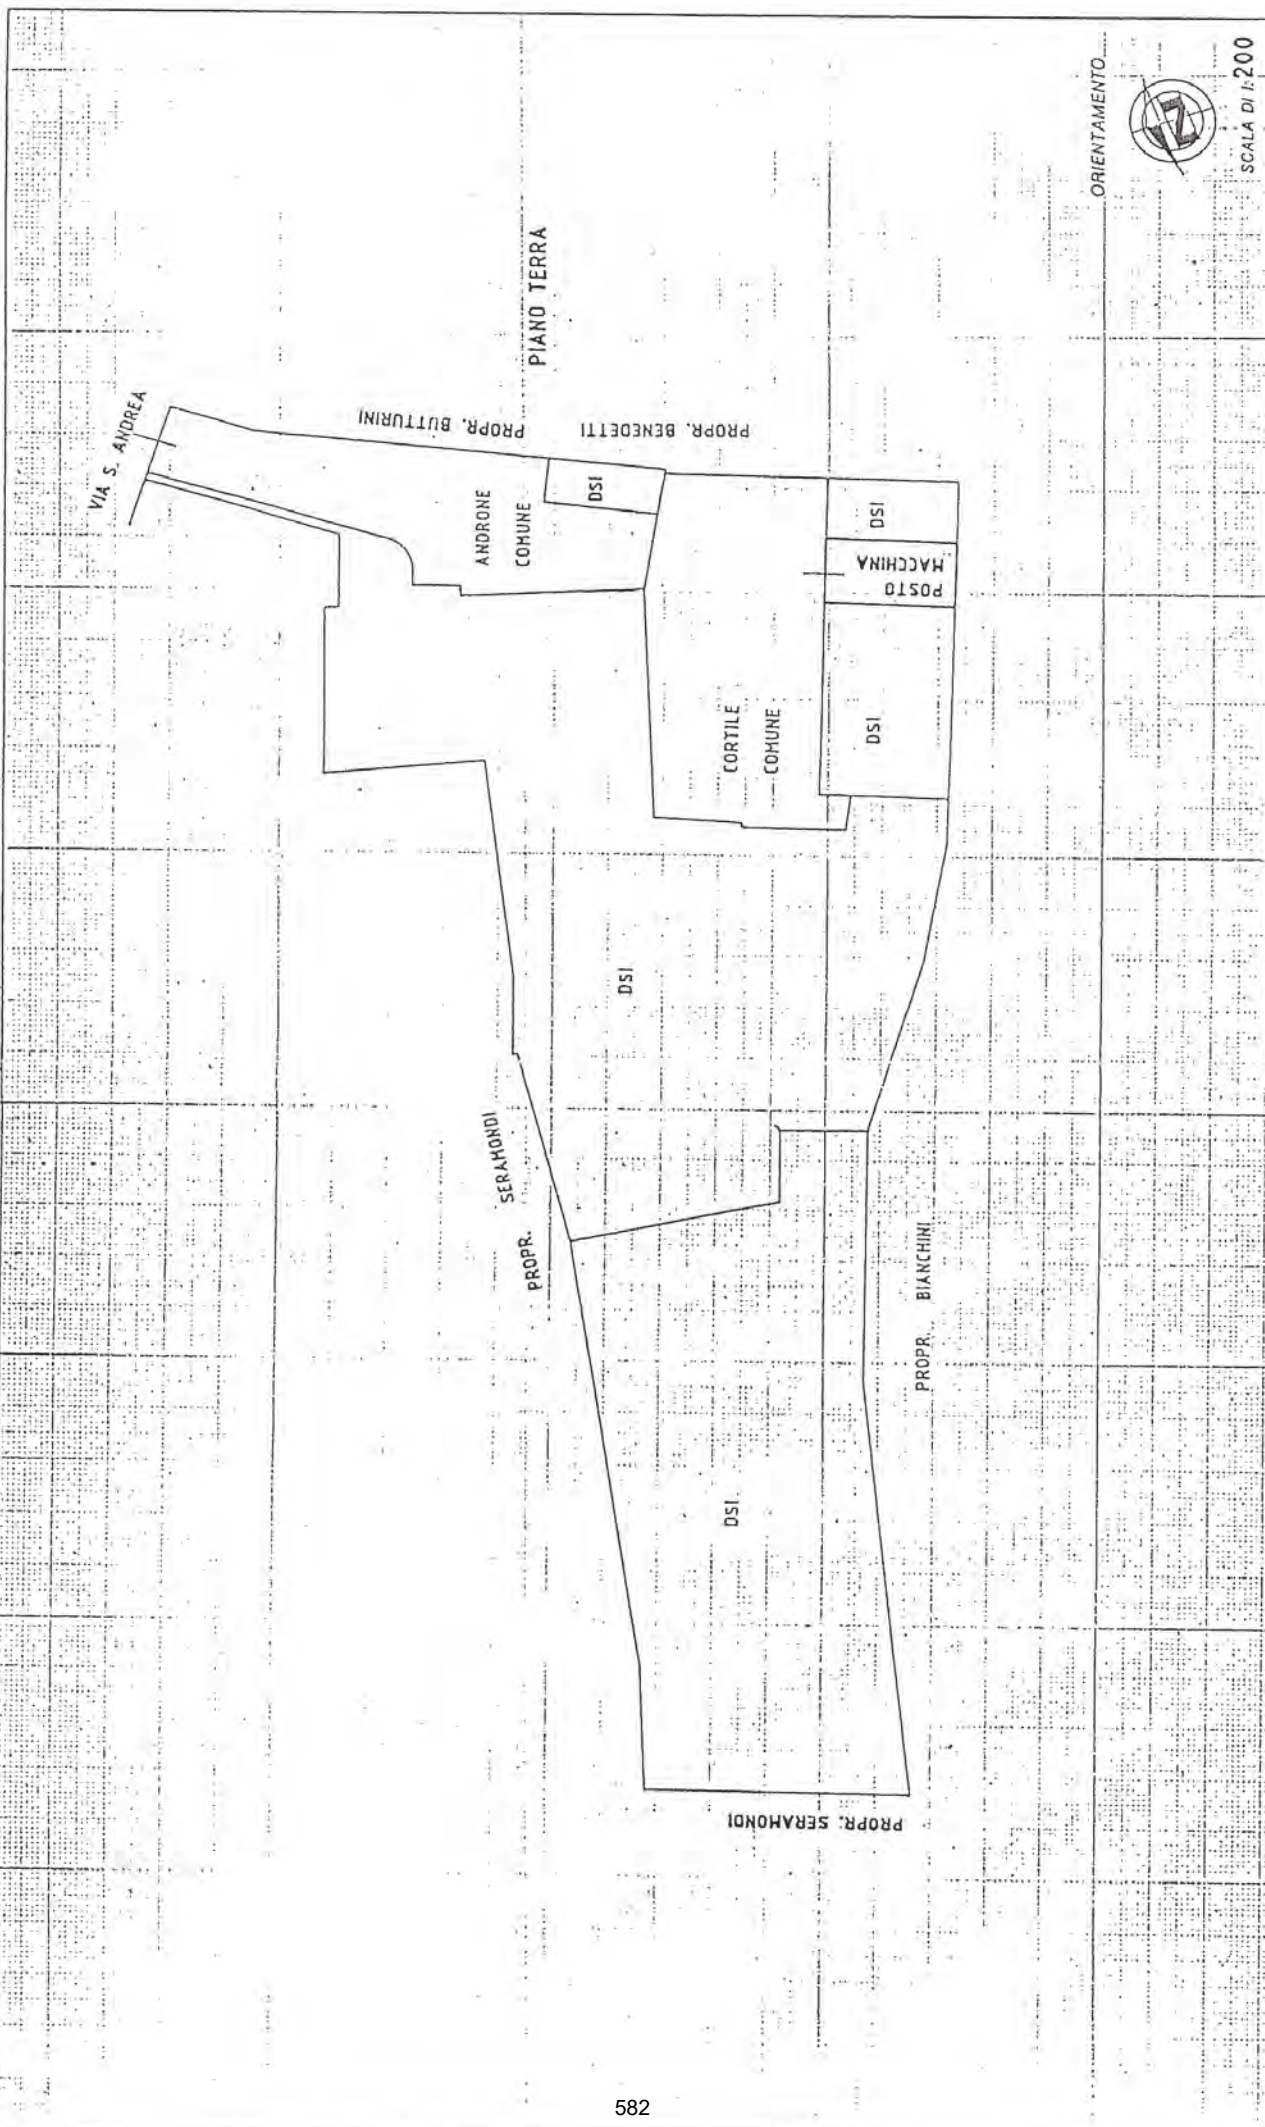 VIA S. ANDREA
PROPR. BUTTURINI
PROPR. BENEDETTI
PIANO TERRA
ANDRONE
COMUNE
DSI
DSI
POSTO
MACCHINA
DSI
CORTILE
COMUNE
DSI
PROPR. SERAMONDI
DSI
PROPR. BIANCHINI
PROPR. SERAMONDI
ORIENTAMENTO
N
SCALA DI 1:200
582